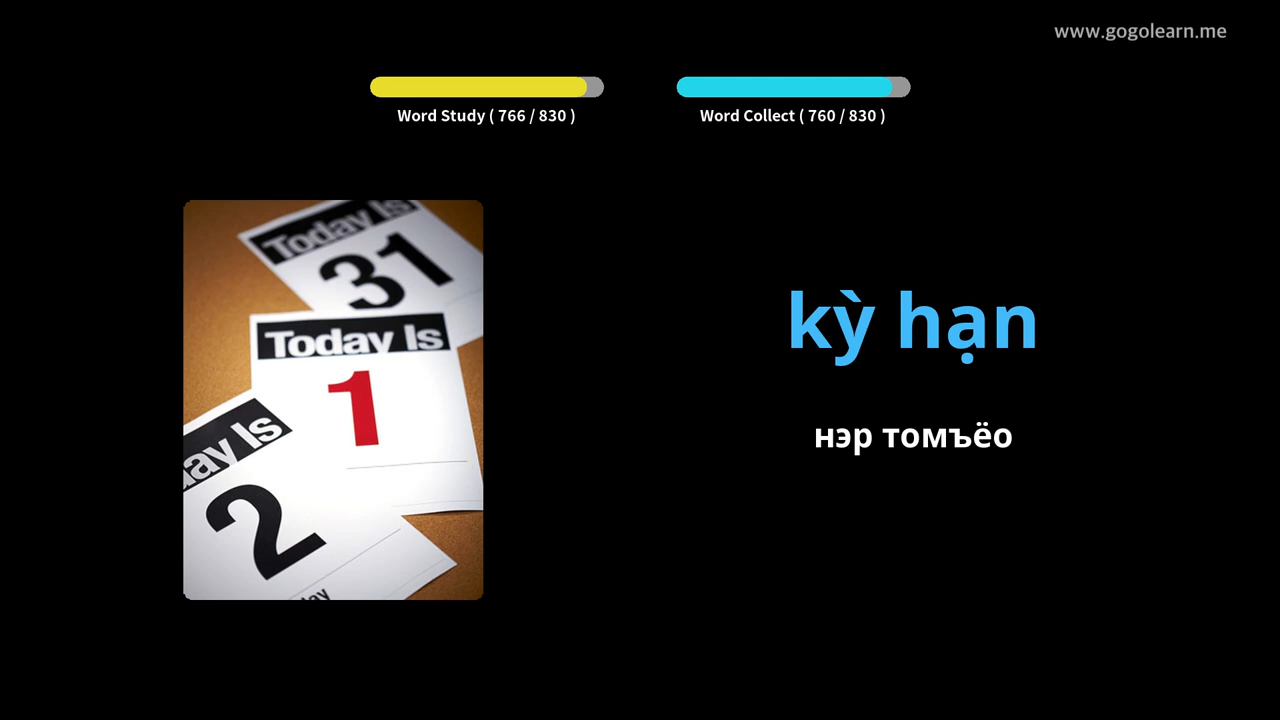 www.gogolearn.me
Word Study ( 766 / 830 )
Word Collect ( 760 / 830 )
Today Is
31
Today Is
1
ay Is
2
day
kỳ hạn
нэр томъёо